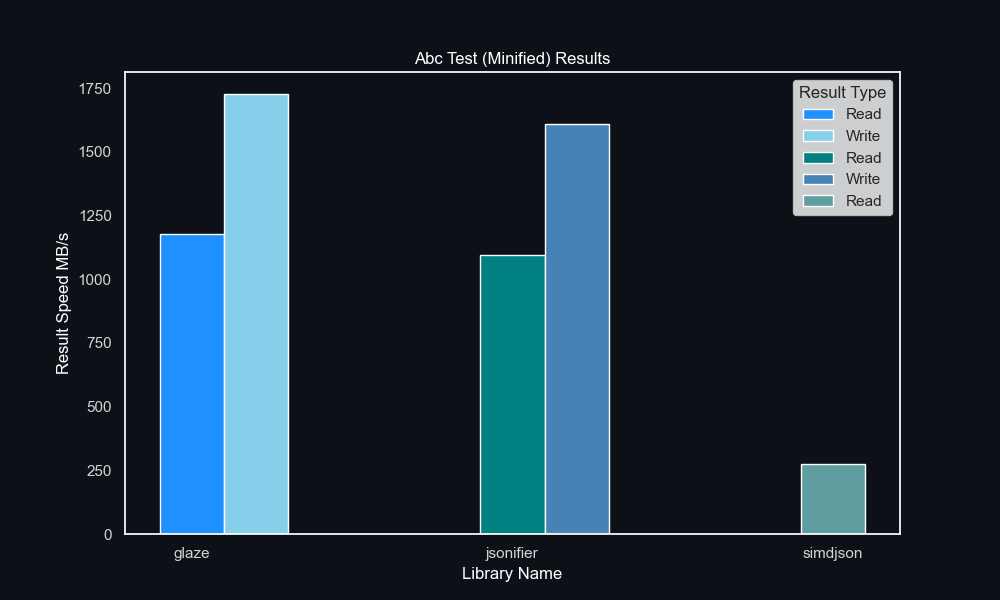 Abc Test (Minified) Results
Result Type
Read
Write
Read
Write
Read
1750
1500
1250
1000
750
500
250
0
Result Speed MB/s
glaze
jsonifier
simdjson
Library Name